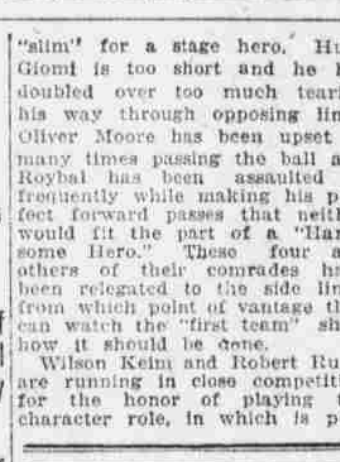 "slim" for a stage hero. Hu
Giomi is too short and he h
doubled over too much teari
his way through opposing lin
Oliver Moore has been upset
many times passing the ball a
Roybal has been assaulted
frequently while making his p
fect forward passes that neith
would fit the part of a "Han
some Hero." These four a
others of their comrades ha
been relegated to the side lin
from which point of vantage th
can watch the "first team" sh
how it should be done.
Wilson Keim and Robert Ru
are running in close competiti
for the honor of playing t
character role, in which is p